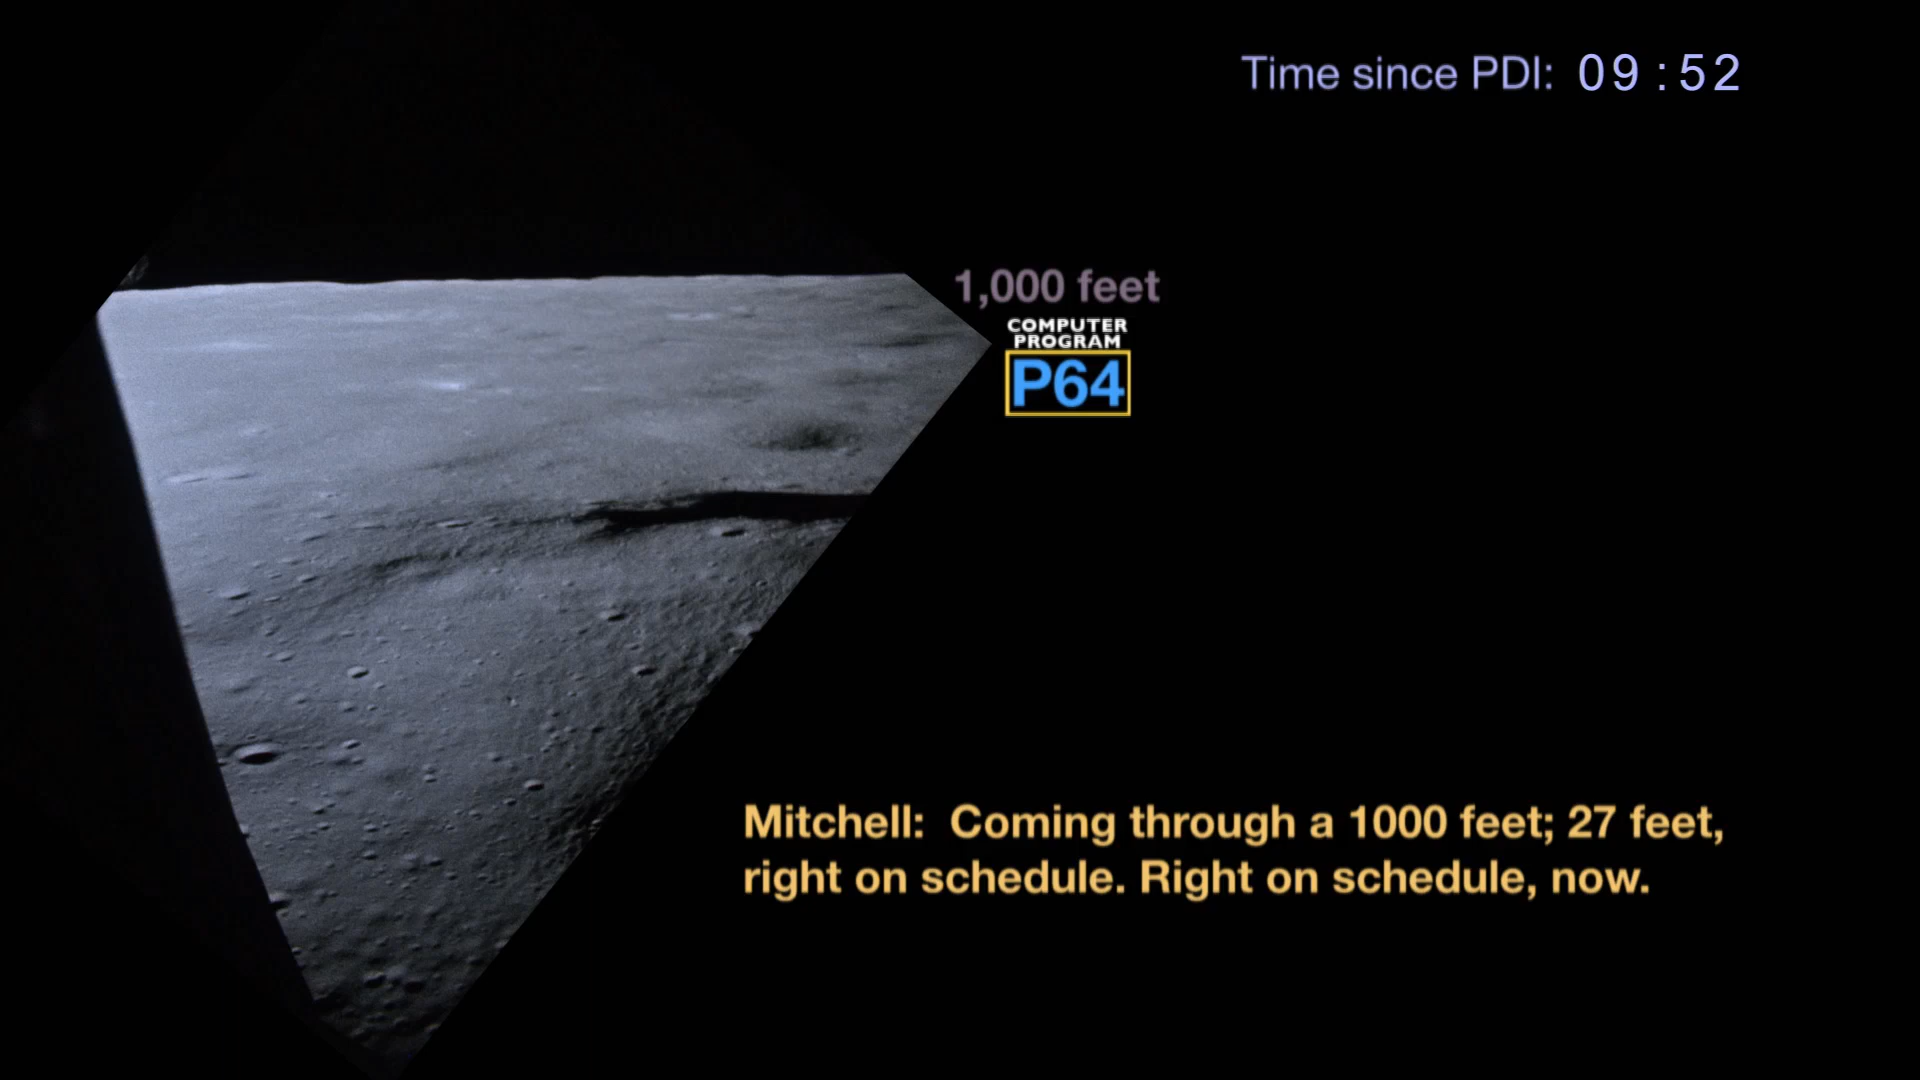 Time since PDI: 09:52
1,000 feet
COMPUTER
PROGRAM
P64
Mitchell:  Coming through a 1000 feet; 27 feet,
right on schedule. Right on schedule, now.